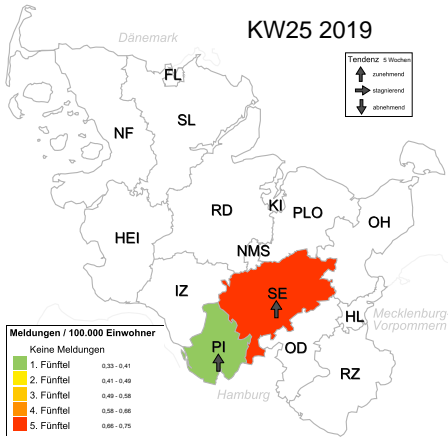 KW25 2019
Dänemark
Tendenz 5 Wochen
zunehmend
stagnierend
abnehmend
FL
SL
NF
RD
KI
PLO
OH
HEI
NMS
IZ
SE
HL
Mecklenburg-
Vorpommern
PI
OD
RZ
Hamburg
Meldungen / 100.000 Einwohner
Keine Meldungen
1. Fünftel 0,33 - 0,41
2. Fünftel 0,41 - 0,49
3. Fünftel 0,49 - 0,58
4. Fünftel 0,58 - 0,66
5. Fünftel 0,66 - 0,75